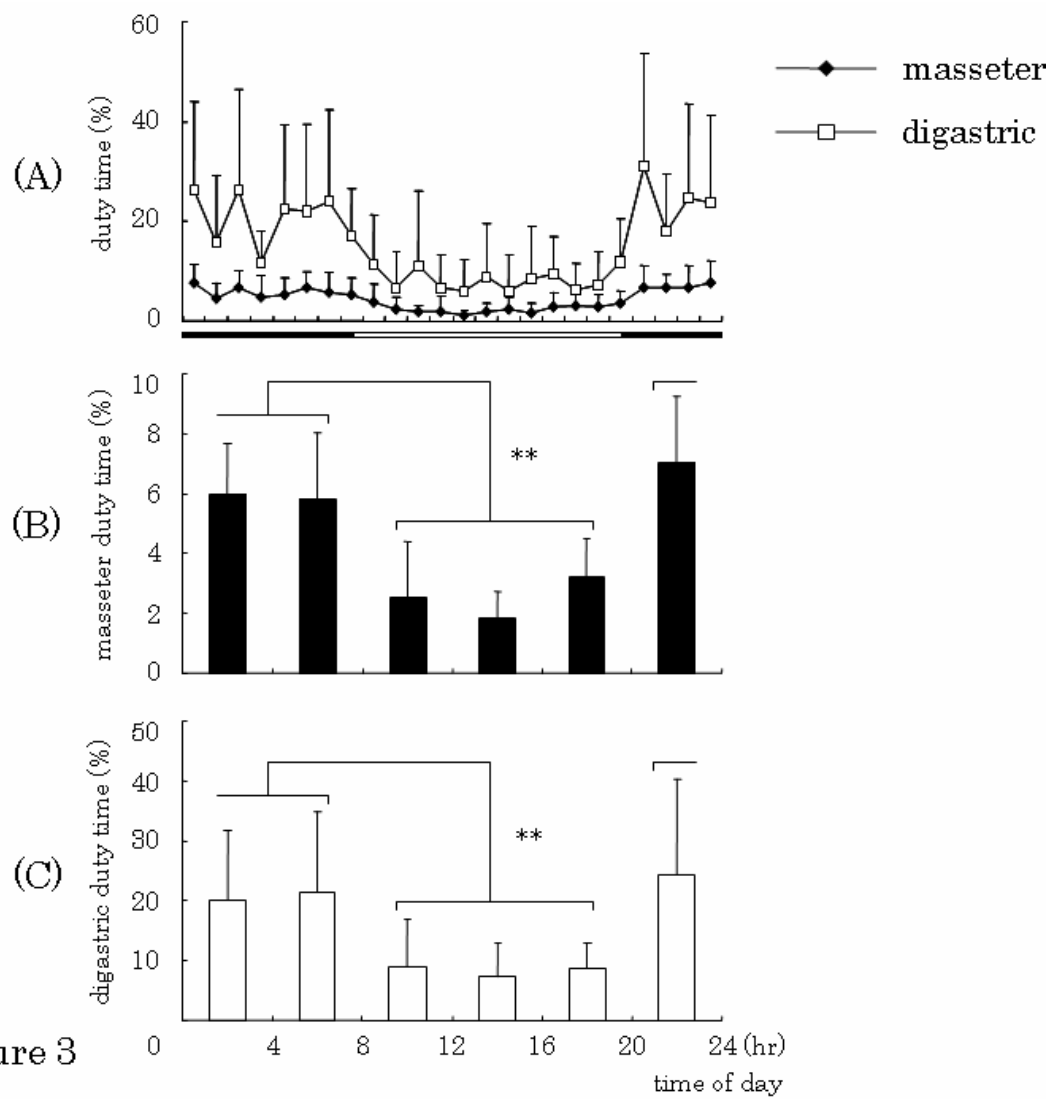 60
40
20
0
duty time (%)
(A)
masseter
digastric
10
8
6
4
2
0
masseter duty time (%)
(B)
**
50
40
30
20
10
digastric duty time (%)
(C)
**
0 4 8 12 16 20 24 (hr)
time of day
ure 3